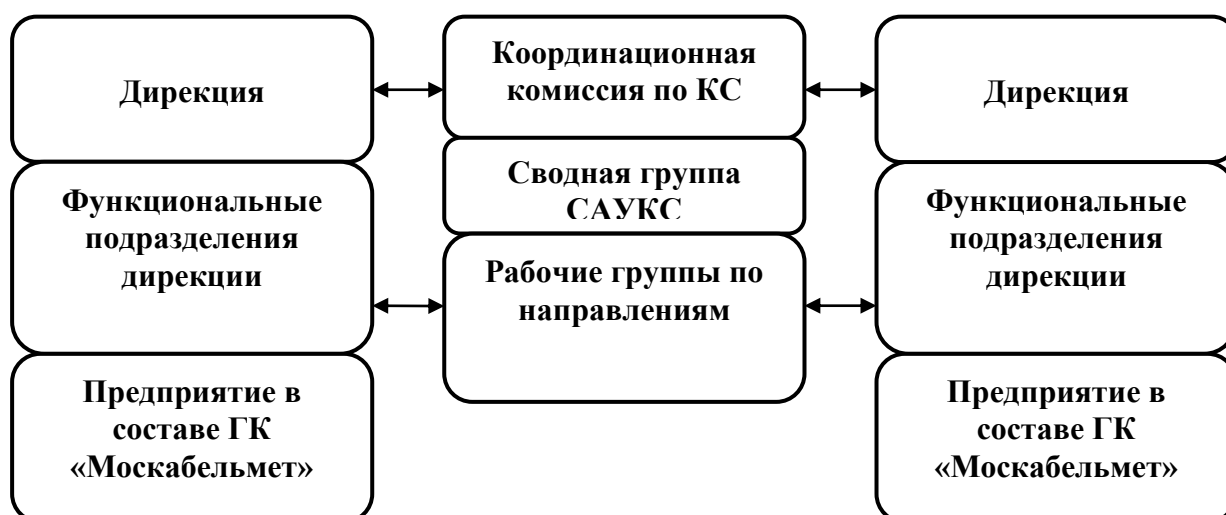 Дирекция
Функциональные
подразделения
дирекции
Предприятие в
составе ГК
«Москабельмет»
Координационная
комиссия по КС
Сводная группа
САУКС
Рабочие группы по
направлениям
Дирекция
Функциональные
подразделения
дирекции
Предприятие в
составе ГК
«Москабельмет»